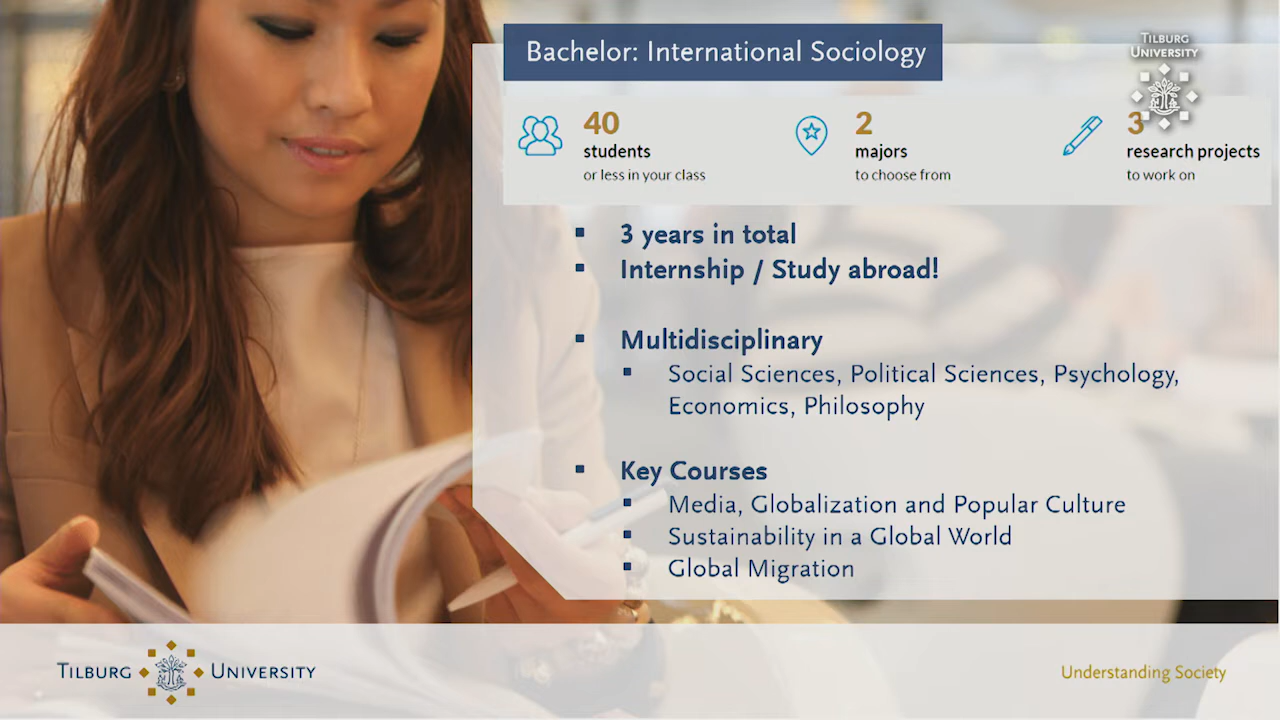 Bachelor: International Sociology
TILBURG
UNIVERSITY
40
students
or less in your class
2
majors
to choose from
3
research projects
to work on
3 years in total
Internship / Study abroad!
Multidisciplinary
Social Sciences, Political Sciences, Psychology,
Economics, Philosophy
Key Courses
Media, Globalization and Popular Culture
Sustainability in a Global World
Global Migration
TILBURG UNIVERSITY
Understanding Society